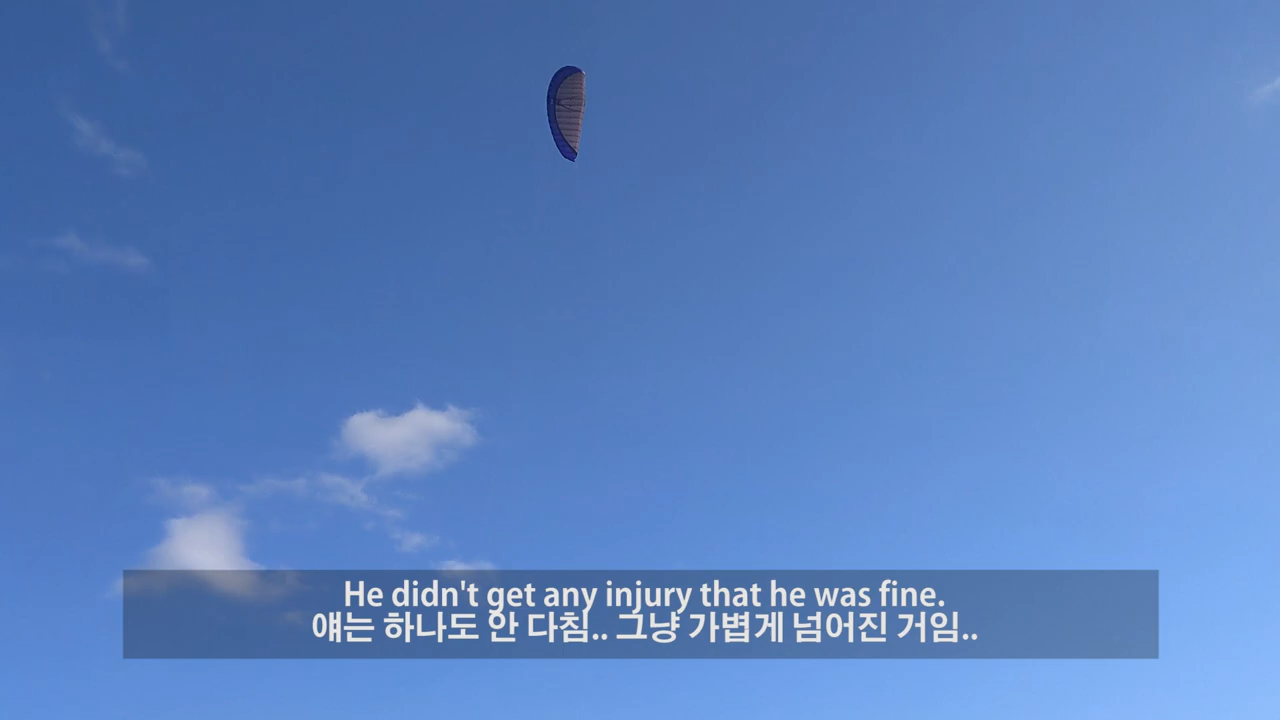 He didn't get any injury that he was fine.
얘는 하나도 안 다침.. 그냥 가볍게 넘어진 거임..